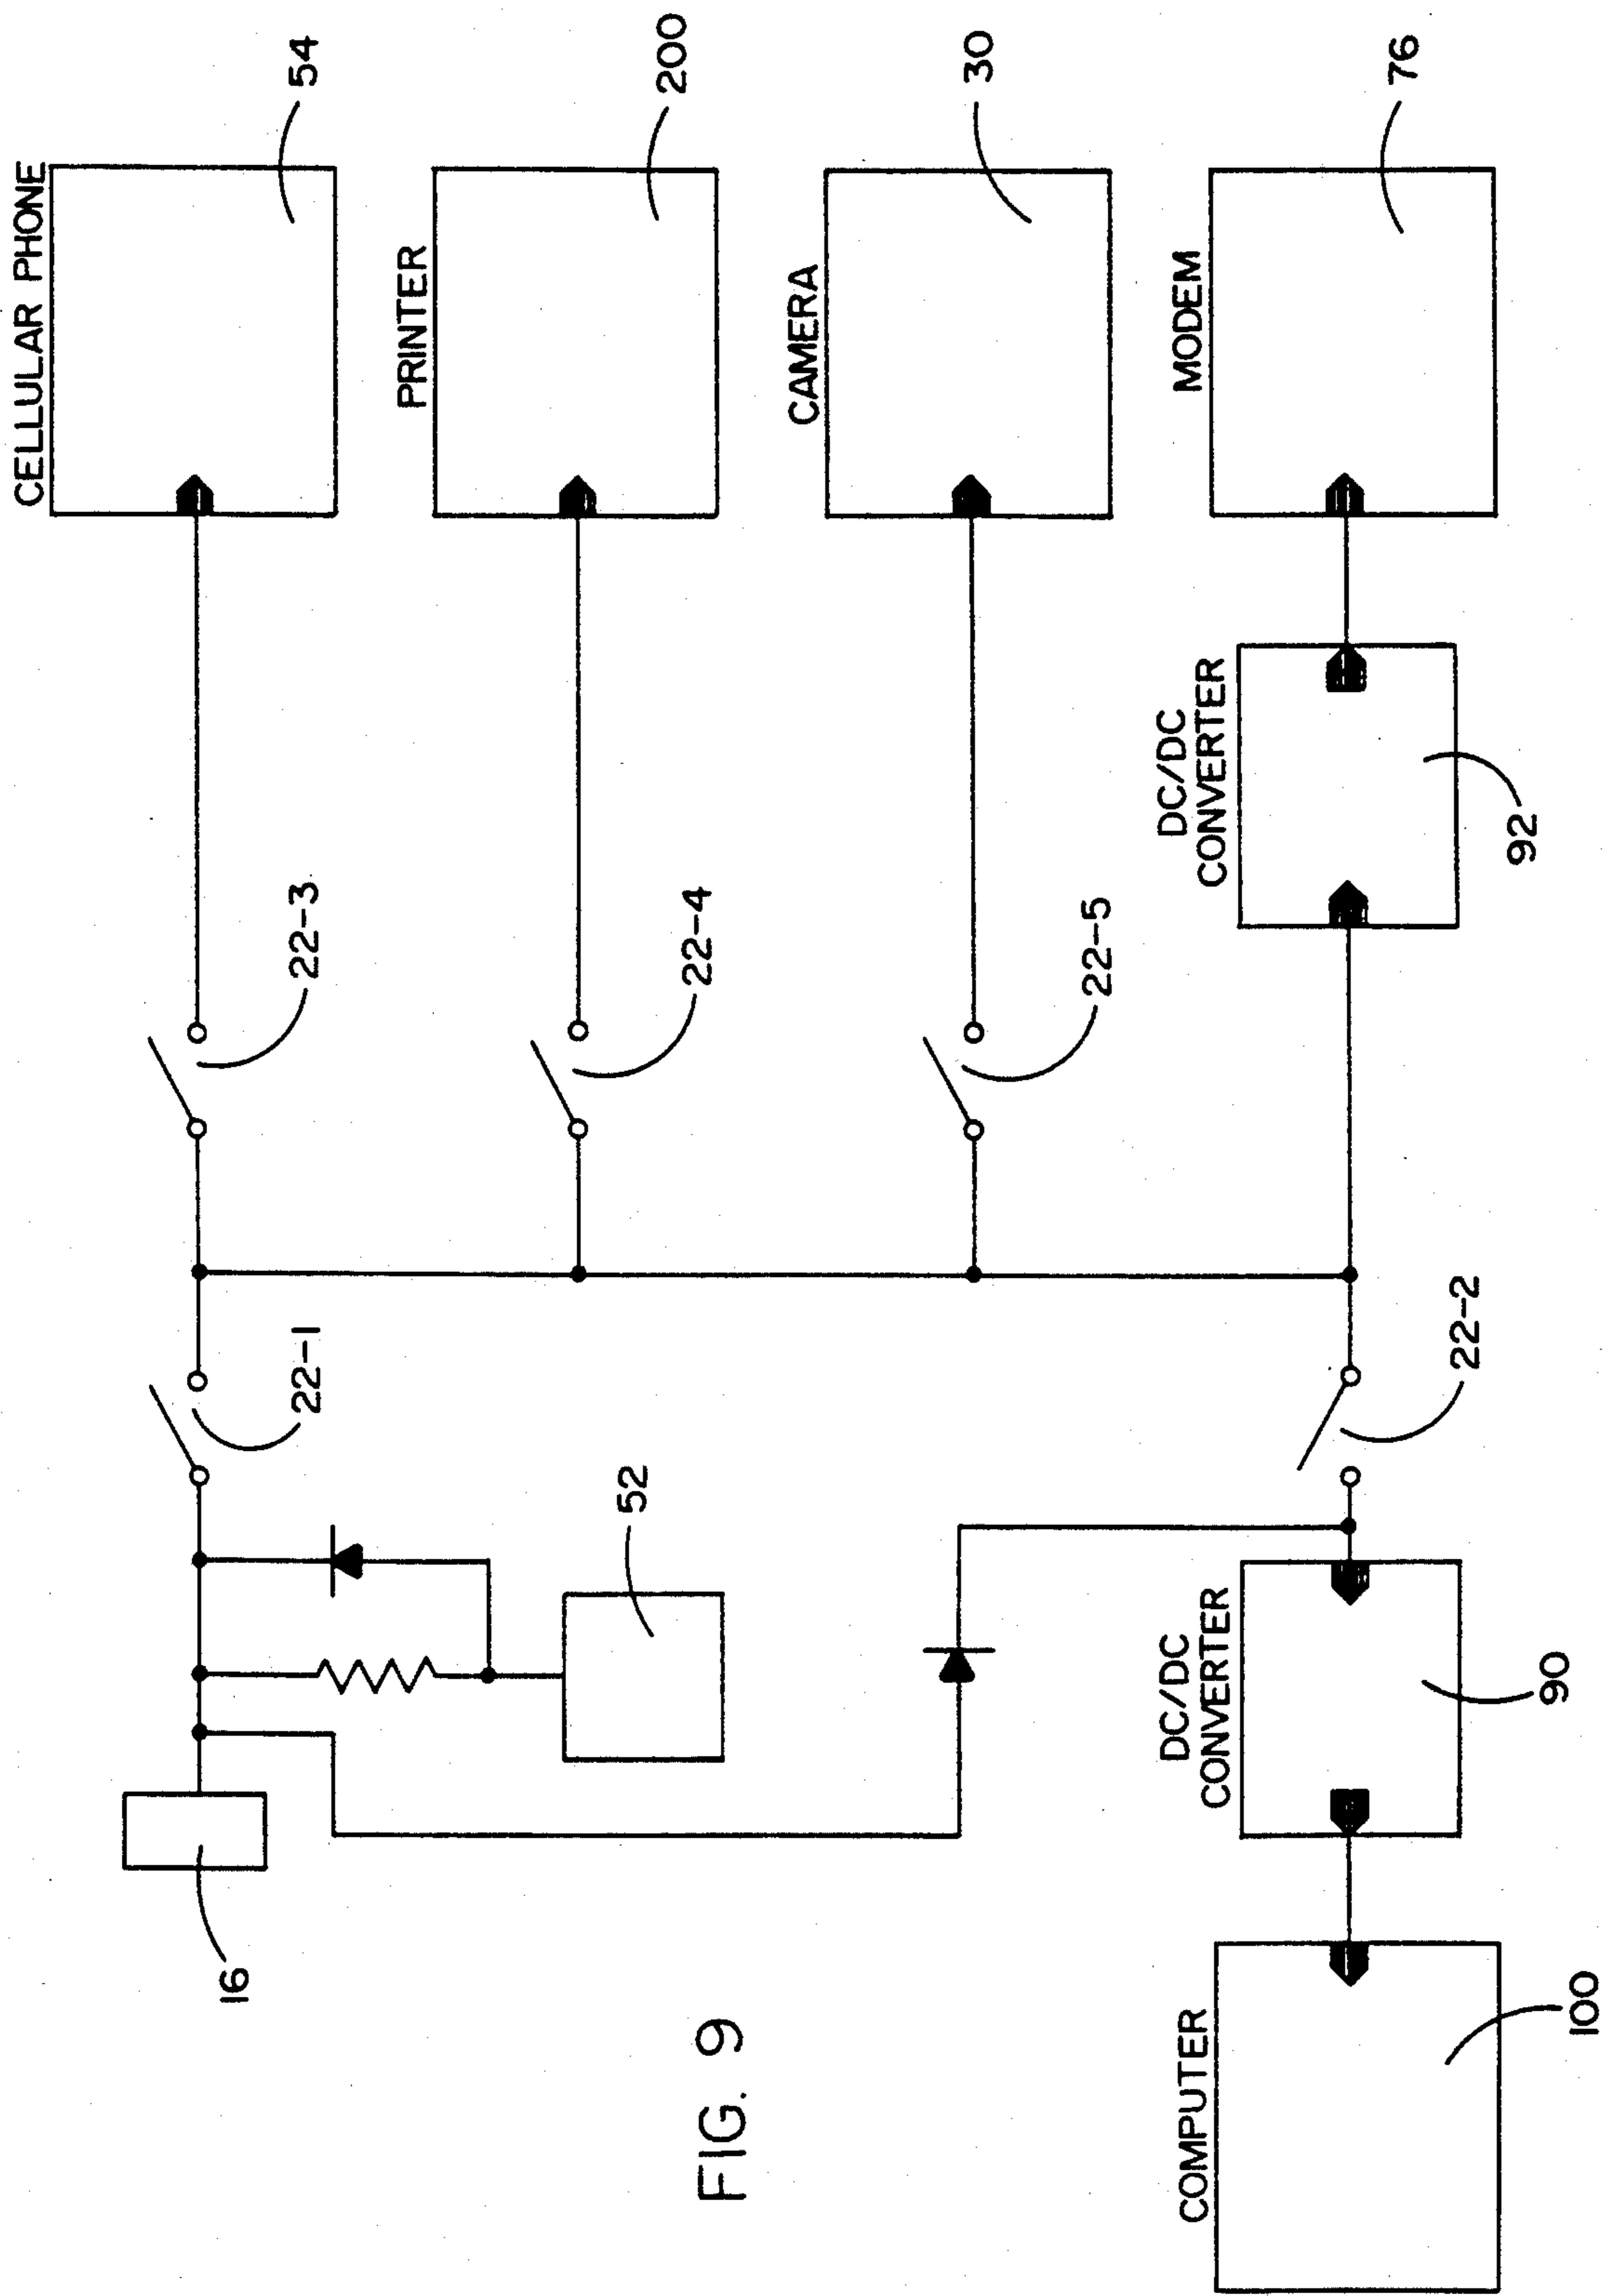 CELLULAR PHONE
54
PRINTER
200
CAMERA
30
MODEM
76
DC/DC
CONVERTER
92
22-3
22-4
22-5
22-1
22-2
52
16
DC/DC
CONVERTER
90
COMPUTER
100
FIG. 9